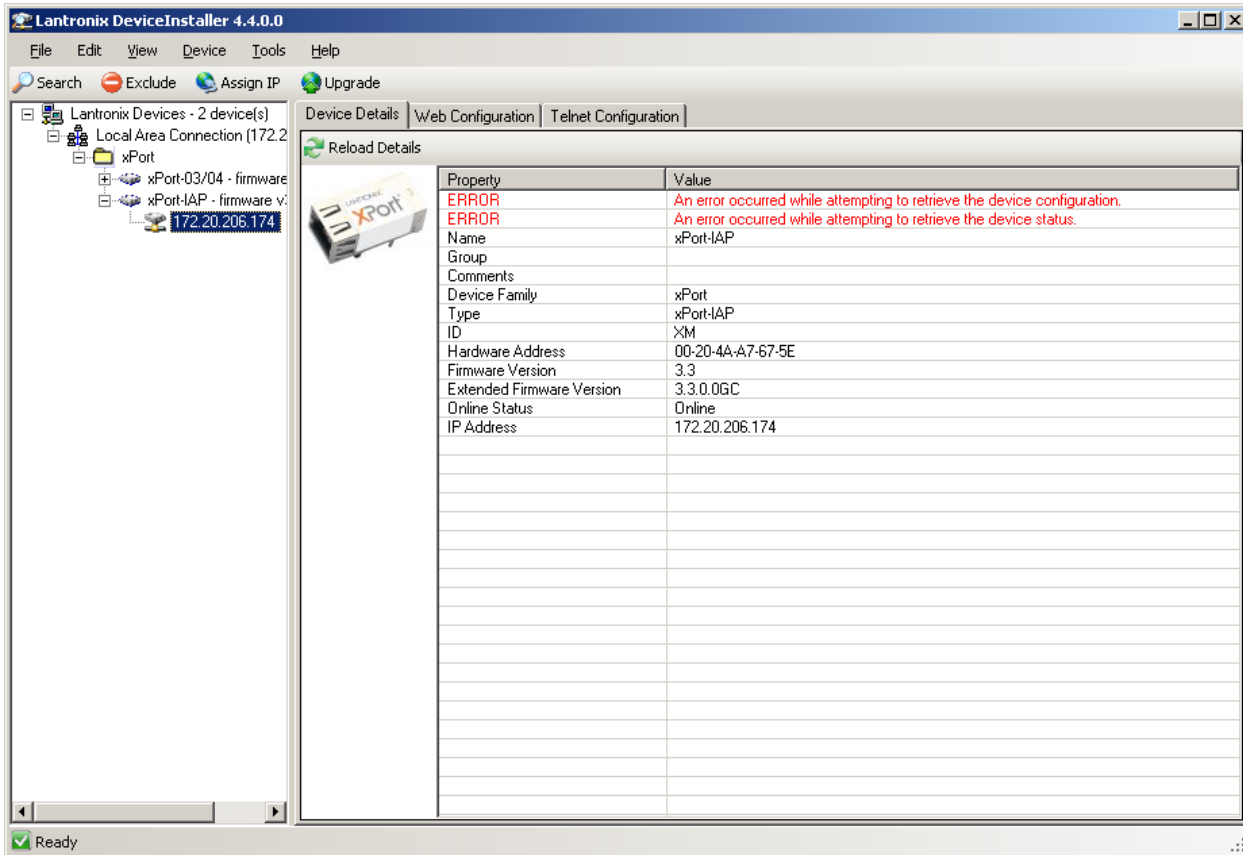 Lantronix DeviceInstaller 4.4.0.0
File Edit View Device Tools Help
Search Exclude Assign IP Upgrade
Lantronix Devices - 2 device(s)
Local Area Connection (172.2
xPort
xPort-03/04 - firmware
xPort-IAP - firmware v
172.20.206.174
Device Details Web Configuration Telnet Configuration
Reload Details
LANTRONIX
XPort
Property Value
ERROR An error occurred while attempting to retrieve the device configuration.
ERROR An error occurred while attempting to retrieve the device status.
Name xPort-IAP
Group
Comments
Device Family xPort
Type xPort-IAP
ID XM
Hardware Address 00-20-4A-A7-67-5E
Firmware Version 3.3
Extended Firmware Version 3.3.0.0GC
Online Status Online
IP Address 172.20.206.174
Ready